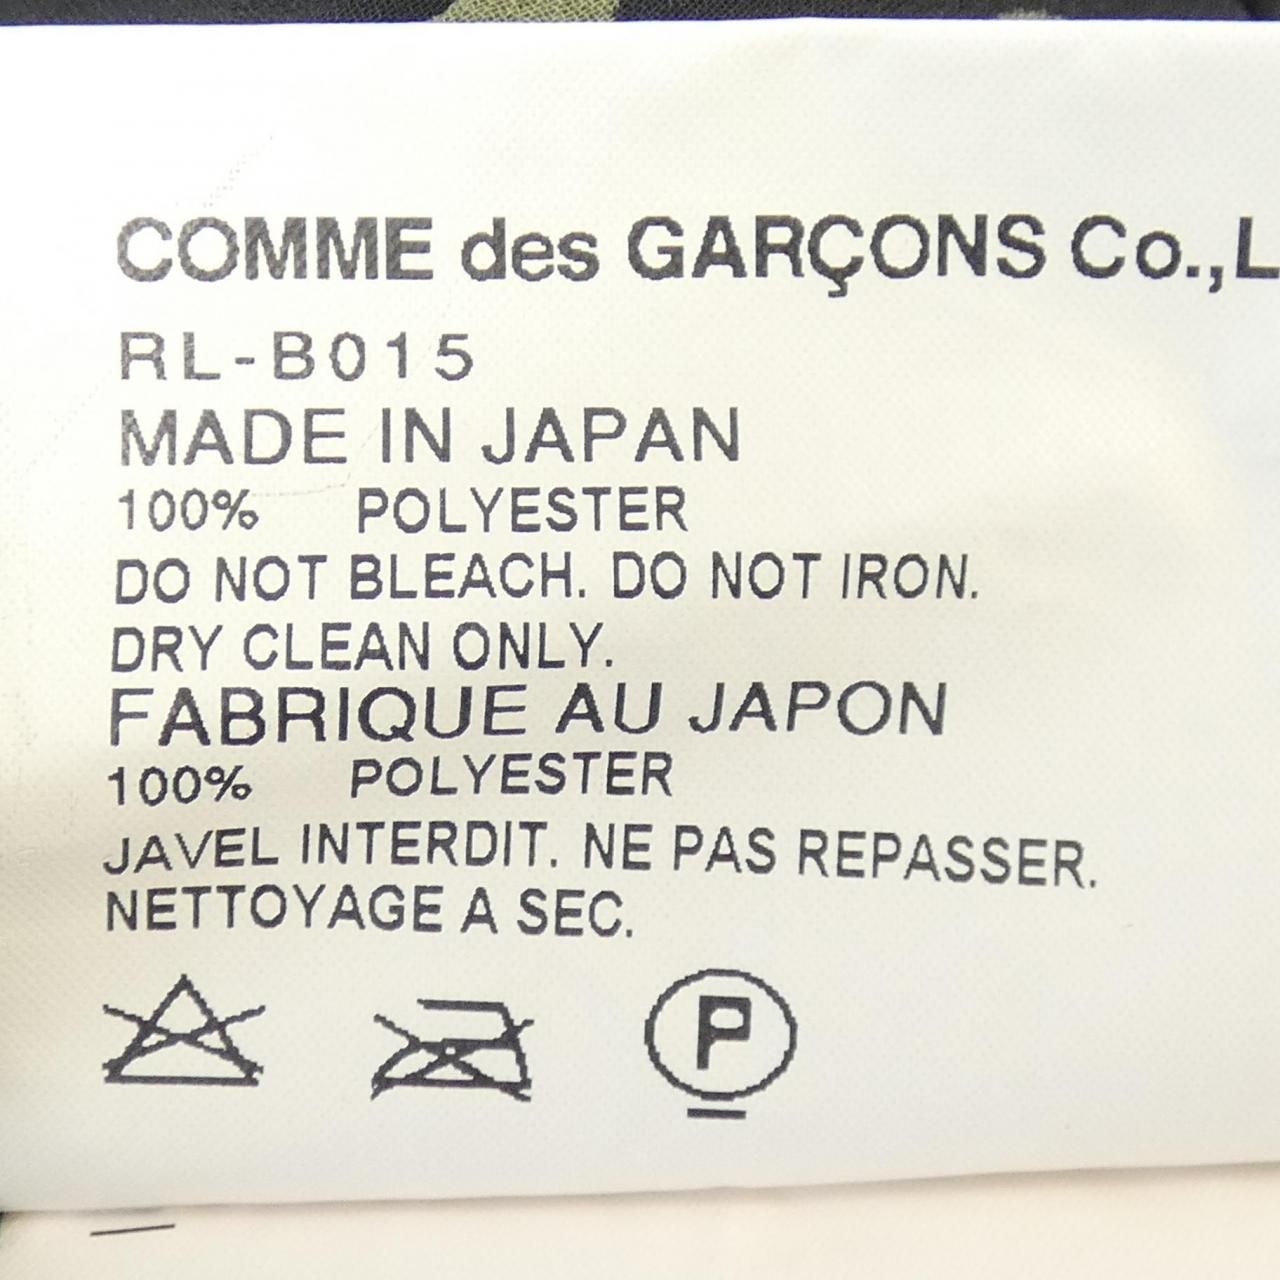 COMME des GARÇONS Co.,L
RL-B015
MADE IN JAPAN
100% POLYESTER
DO NOT BLEACH. DO NOT IRON.
DRY CLEAN ONLY.
FABRIQUE AU JAPON
100% POLYESTER
JAVEL INTERDIT. NE PAS REPASSER.
NETTOYAGE A SEC.
P